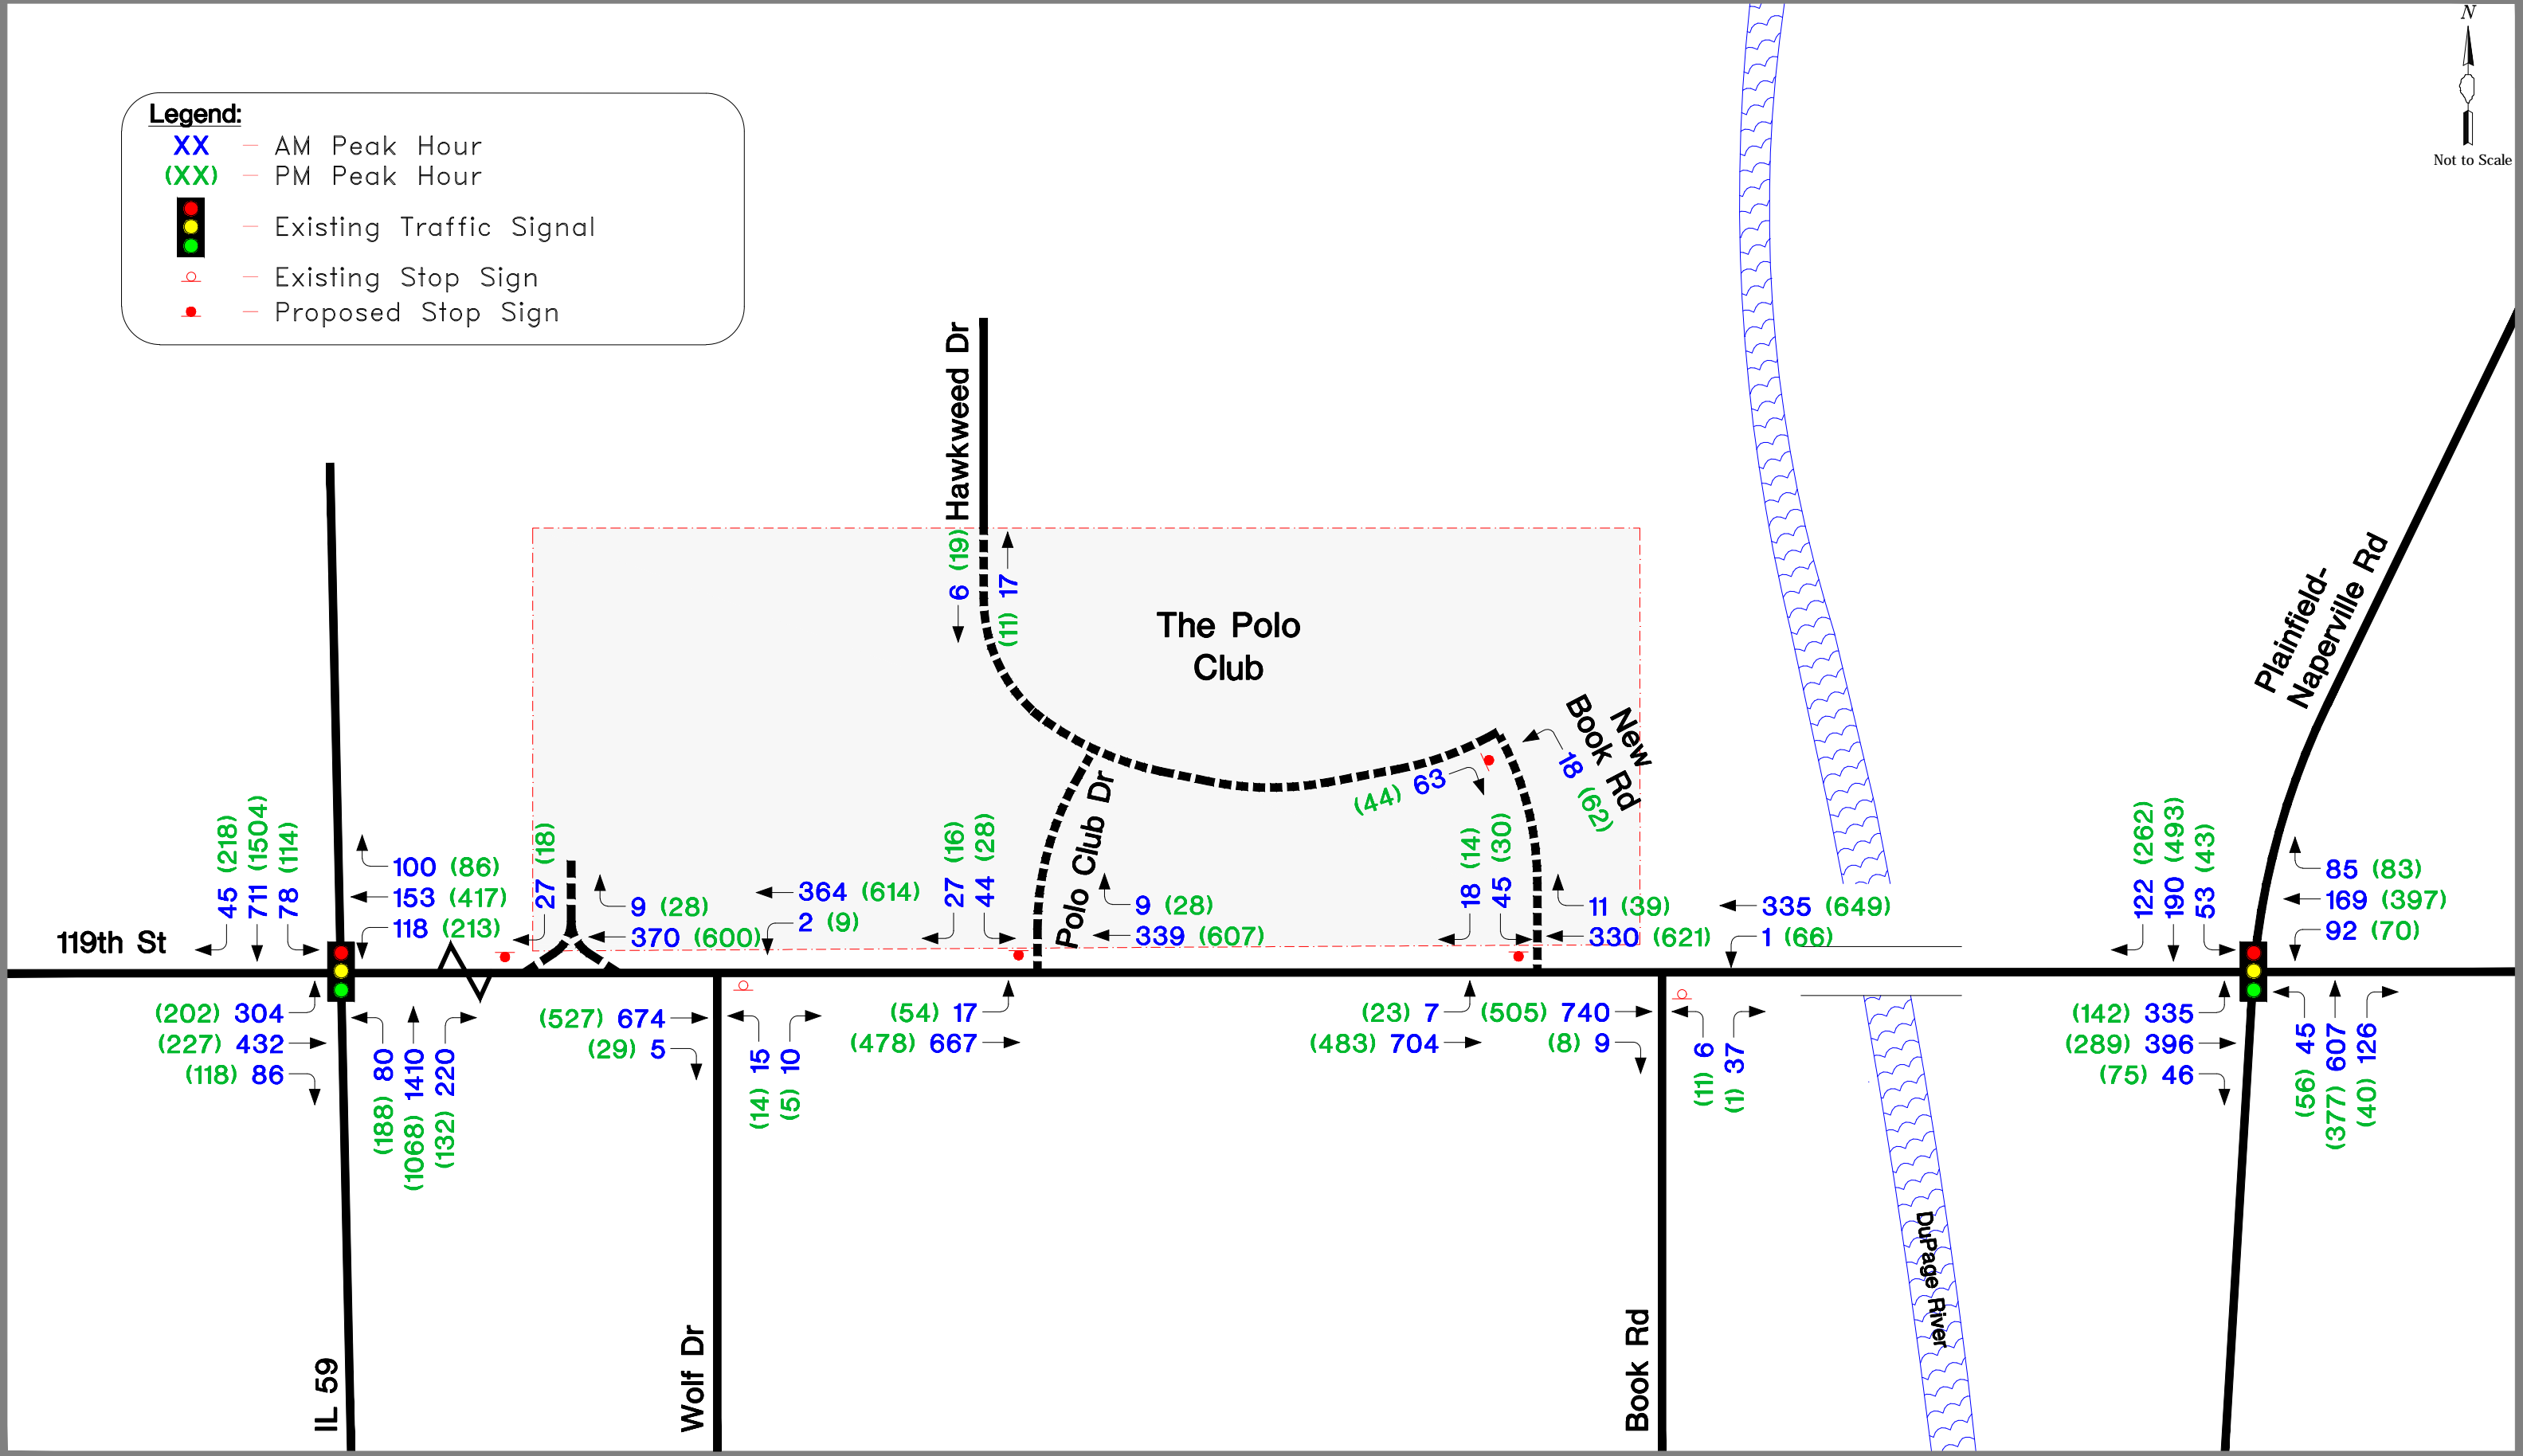 N
Not to Scale
Legend:
XX – AM Peak Hour
(XX) – PM Peak Hour
– Existing Traffic Signal
– Existing Stop Sign
– Proposed Stop Sign
Hawkweed Dr
6 (19)
(11) 17
The Polo
Club
New
Book Rd
18 (62)
(44) 63
Plainfield-
Naperville Rd
Polo Club Dr
119th St
45 (218)
711 (1504)
78 (114)
100 (86)
153 (417)
118 (213)
(202) 304
(227) 432
(118) 86
(188) 80
(1068) 1410
(132) 220
27 (18)
9 (28)
370 (600)
364 (614)
2 (9)
(527) 674
(29) 5
(14) 15
(5) 10
27 (16)
44 (28)
9 (28)
339 (607)
(54) 17
(478) 667
18 (14)
45 (30)
11 (39)
330 (621)
(23) 7
(483) 704
335 (649)
1 (66)
(505) 740
(8) 9
(11) 6
(1) 37
122 (262)
190 (493)
53 (43)
85 (83)
169 (397)
92 (70)
(142) 335
(289) 396
(75) 46
(56) 45
(377) 607
(40) 126
IL 59
Wolf Dr
Book Rd
DuPage River